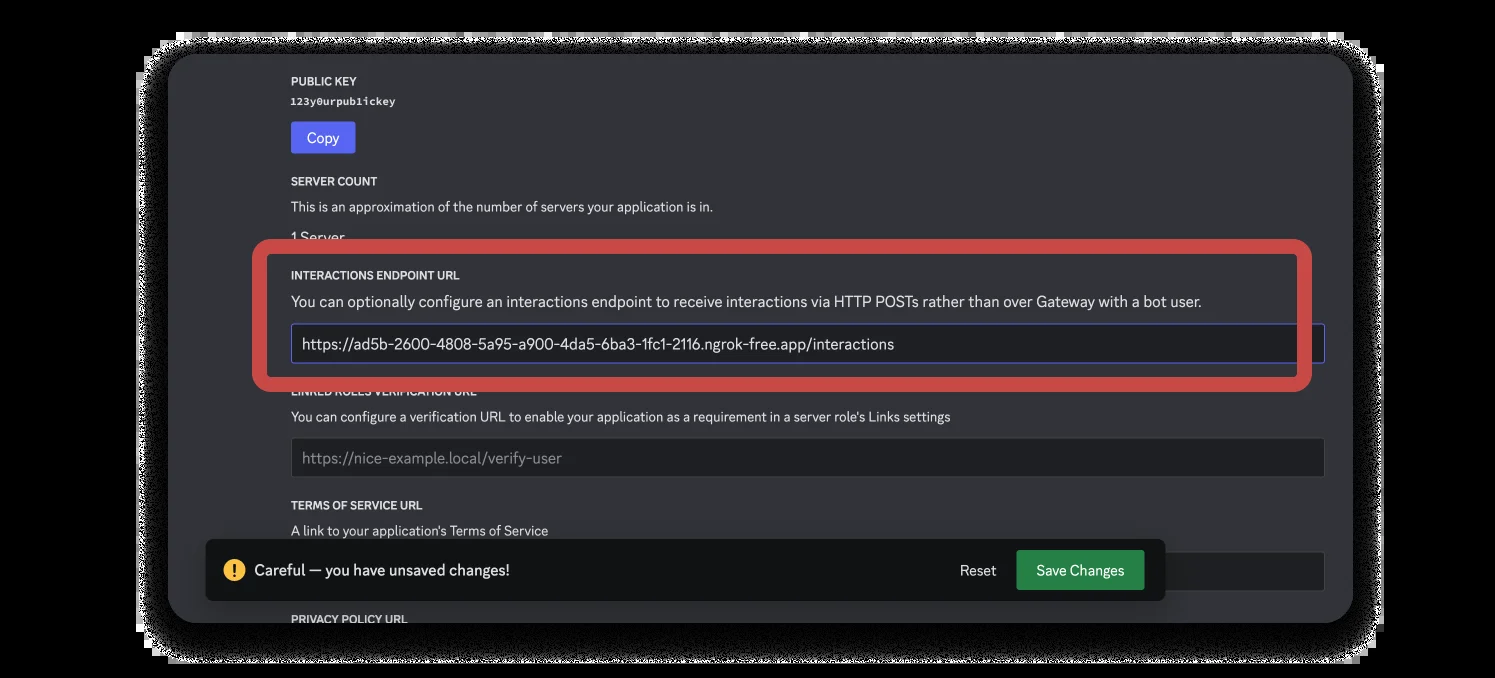 PUBLIC KEY
123y0urpub1ickey
Copy
SERVER COUNT
This is an approximation of the number of servers your application is in.
1 Server
INTERACTIONS ENDPOINT URL
You can optionally configure an interactions endpoint to receive interactions via HTTP POSTs rather than over Gateway with a bot user.
https://ad5b-2600-4808-5a95-a900-4da5-6ba3-1fc1-2116.ngrok-free.app/interactions
LINKED ROLES VERIFICATION URL
You can configure a verification URL to enable your application as a requirement in a server role's Links settings
https://nice-example.local/verify-user
TERMS OF SERVICE URL
A link to your application's Terms of Service
Careful — you have unsaved changes!
Reset
Save Changes
PRIVACY POLICY URL